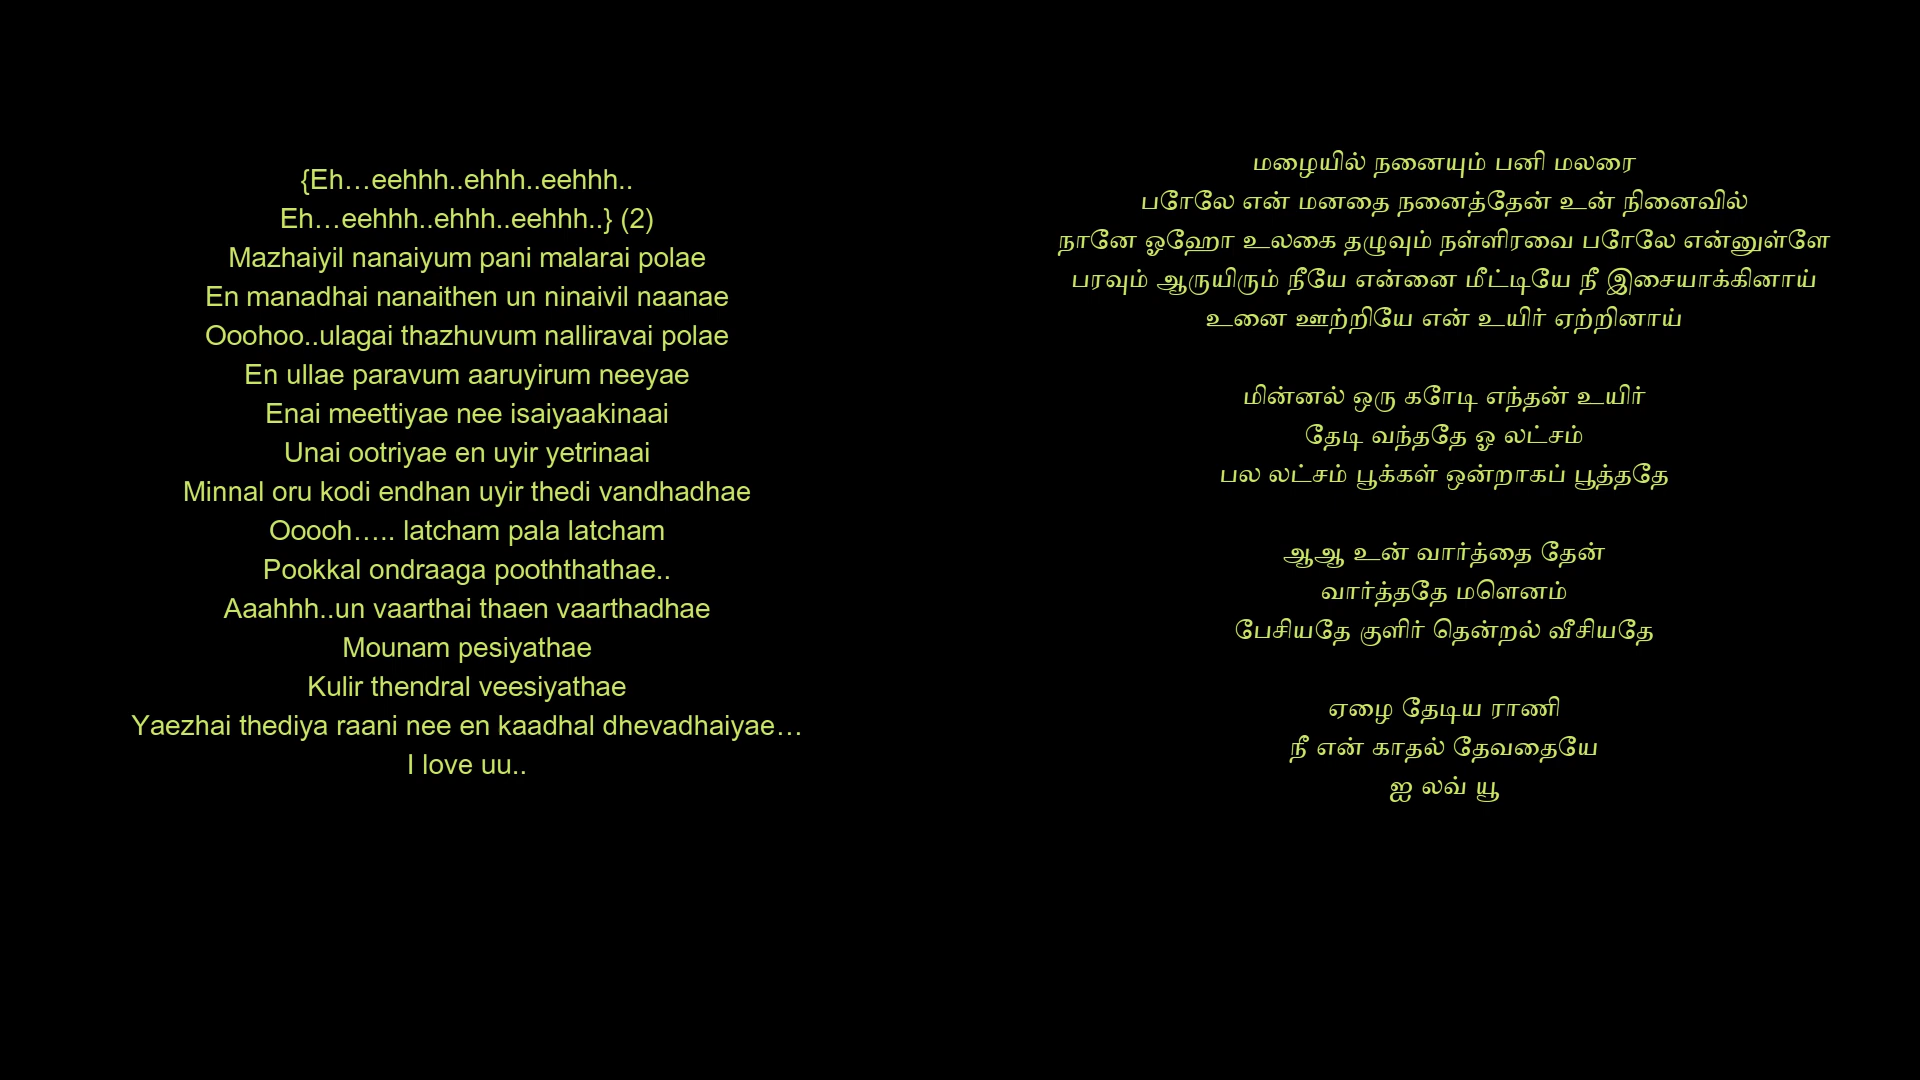 {Eh…eehhh..ehhh..eehhh..
Eh…eehhh..ehhh..eehhh..} (2)
Mazhaiyil nanaiyum pani malarai polae
En manadhai nanaithen un ninaivil naanae
Ooohoo..ulagai thazhuvum nalliravai polae
En ullae paravum aaruyirum neeyae
Enai meettiyae nee isaiyaakinaai
Unai ootriyae en uyir yetrinaai
Minnal oru kodi endhan uyir thedi vandhadhae
Ooooh….. latcham pala latcham
Pookkal ondraaga pooththathae..
Aaahhh..un vaarthai thaen vaarthadhae
Mounam pesiyathae
Kulir thendral veesiyathae
Yaezhai thediya raani nee en kaadhal dhevadhaiyae…
I love uu..
மழையில் நனையும் பனி மலரை
பரோலே என் மனதை நனைத்தேன் உன் நினைவில்
நானே ஓஹோ உலகை தழுவும் நள்ளிரவை பரோலே என்னுள்ளே
பரவும் ஆருயிரும் நீயே என்னை மீட்டியே நீ இசையாக்கினாய்
உனை ஊற்றியே என் உயிர் ஏற்றினாய்
மின்னல் ஒரு கரோடி எந்தன் உயிர்
தேடி வந்ததே ஓ லட்சம்
பல லட்சம் பூக்கள் ஒன்றாகப் பூத்ததே
ஆஆ உன் வார்த்தை தேன்
வார்த்ததே மௌனம்
பேசியதே குளிர் தென்றல் வீசியதே
ஏழை தேடிய ராணி
நீ என் காதல் தேவதையே
ஐ லவ் யூ